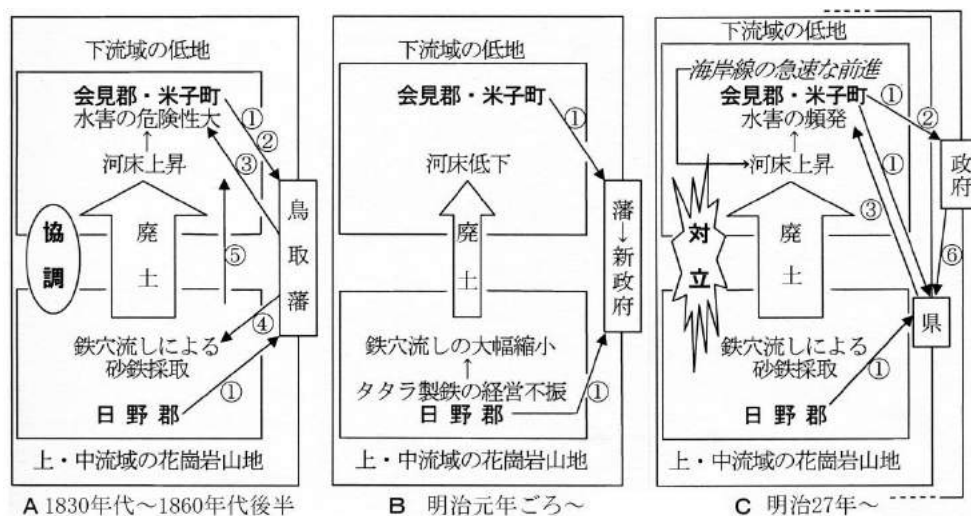 下流域の低地
会見郡・米子町
水害の危険性大
①
②
③
↑
河床上昇
鳥取藩
協調
廃土
⑤
④
鉄穴流しによる
砂鉄採取
①
日野郡
上・中流域の花崗岩山地
A 1830年代～1860年代後半
下流域の低地
会見郡・米子町
①
河床低下
藩→新政府
廃土
鉄穴流しの大幅縮小
↑
タタラ製鉄の経営不振
日野郡
①
上・中流域の花崗岩山地
B 明治元年ごろ～
下流域の低地
海岸線の急速な前進
会見郡・米子町
①
②
水害の頻発
↑
①
河床上昇
政府
③
対立
廃土
⑥
県
鉄穴流しによる
砂鉄採取
①
日野郡
上・中流域の花崗岩山地
C 明治27年～